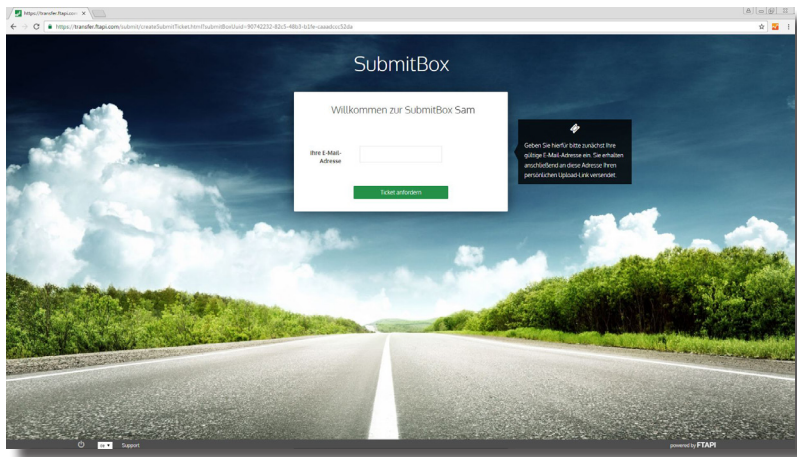 https://transfer.ftapi.com
https://transfer.ftapi.com/submit/createSubmitTicket.html?submitBoxUuid=90742232-82c5-48b3-b1fe-caaadccc52da
SubmitBox
Willkommen zur SubmitBox Sam
Ihre E-Mail-
Adresse
Ticket anfordern
Geben Sie hierfür bitte zunächst Ihre
gültige E-Mail-Adresse ein. Sie erhalten
anschließend an diese Adresse Ihren
persönlichen Upload-Link versendet.
Support
powered by FTAPI